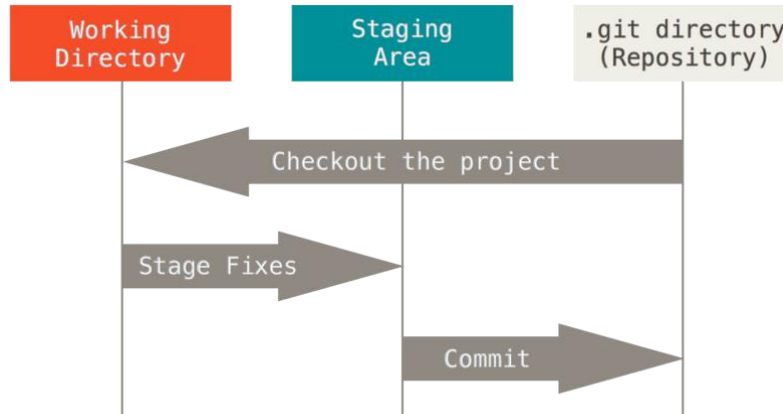 Working
Directory
Staging
Area
.git directory
(Repository)
Checkout the project
Stage Fixes
Commit